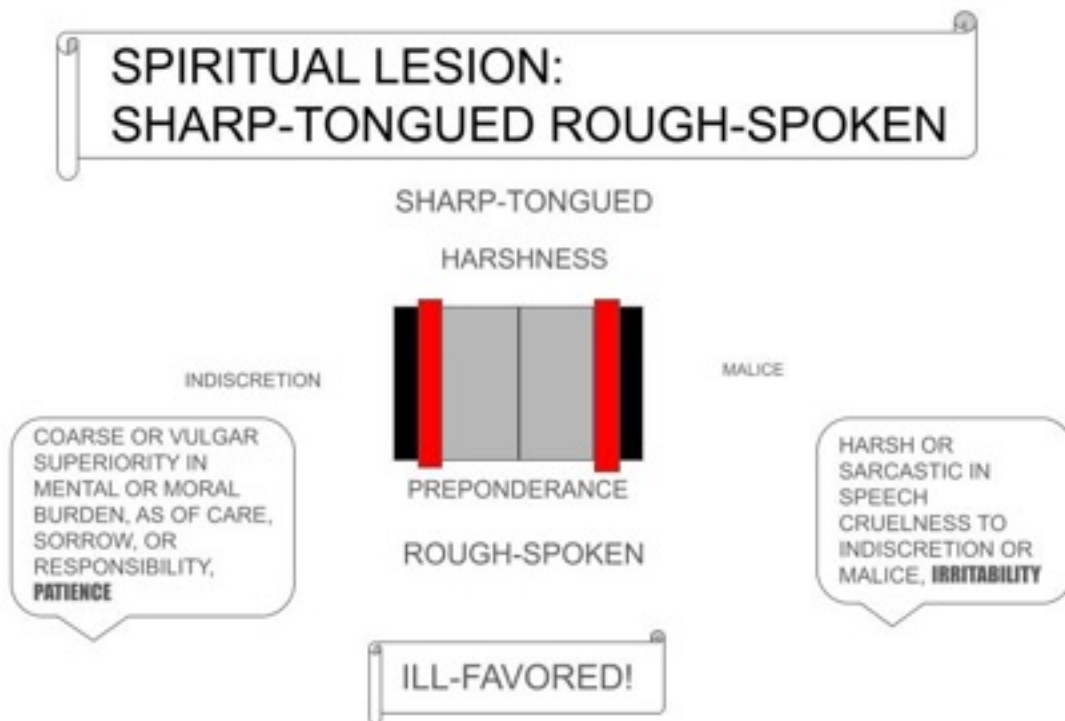 SPIRITUAL LESION:
SHARP-TONGUED ROUGH-SPOKEN
SHARP-TONGUED
HARSHNESS
INDISCRETION
MALICE
COARSE OR VULGAR
SUPERIORITY IN
MENTAL OR MORAL
BURDEN, AS OF CARE,
SORROW, OR
RESPONSIBILITY,
PATIENCE
HARSH OR
SARCASTIC IN
SPEECH
CRUELNESS TO
INDISCRETION OR
MALICE, IRRITABILITY
PREPONDERANCE
ROUGH-SPOKEN
ILL-FAVORED!